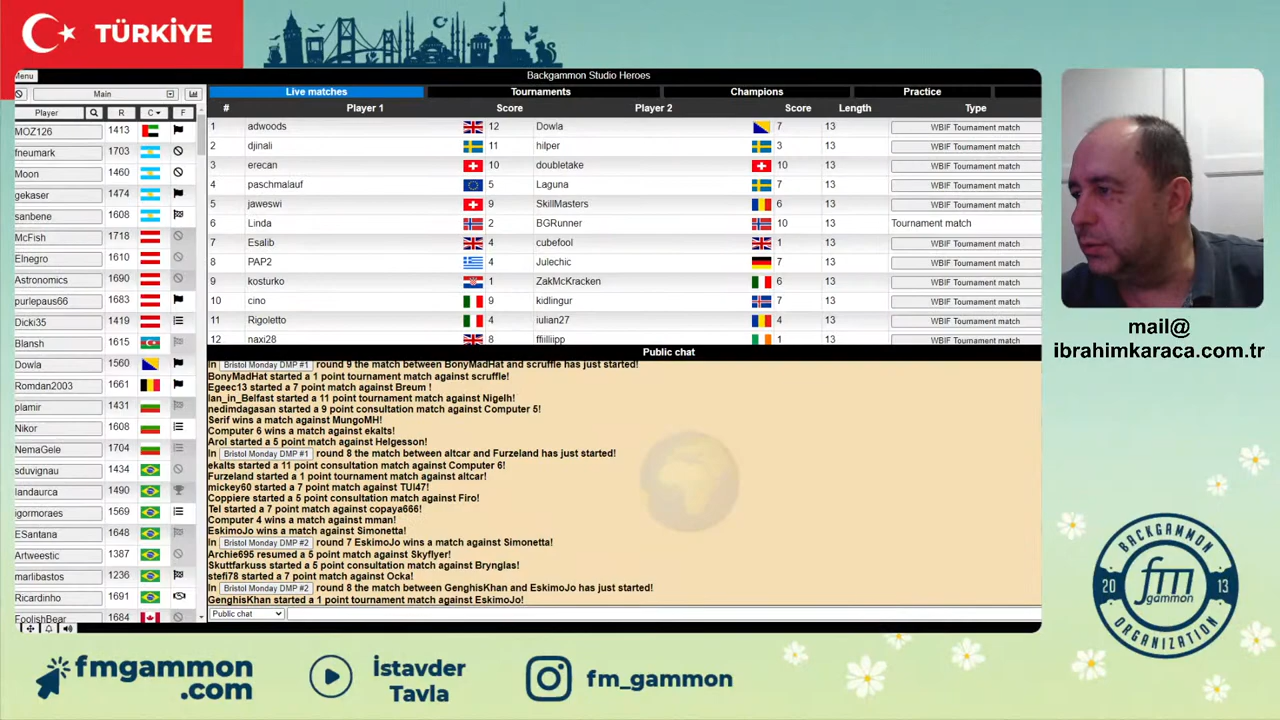 TÜRKİYE
Backgammon Studio Heroes
Menu
Main
Live matches Tournaments Champions Practice
Player R C F
# Player 1 Score Player 2 Score Length Type
MOZ126 1413
fneumark 1703
Moon 1460
gekaser 1474
sanbene 1608
McFish 1718
Elnegro 1610
Astronomics 1690
purlepaus66 1683
Dicki35 1419
Blansh 1615
Dowla 1560
Romdan2003 1661
plamir 1431
Nikor 1608
NemaGele 1704
sduvignau 1434
landaurca 1490
igormoraes 1569
ESantana 1648
Artweestic 1387
marlibastos 1236
Ricardinho 1691
FoolishBear 1684
1 adwoods 12 Dowla 7 13 WBIF Tournament match
2 djinali 11 hilper 3 13 WBIF Tournament match
3 erecan 10 doubletake 10 13 WBIF Tournament match
4 paschmalauf 5 Laguna 7 13 WBIF Tournament match
5 jaweswi 9 SkillMasters 6 13 WBIF Tournament match
6 Linda 2 BGRunner 10 13 Tournament match
7 Esalib 4 cubefool 1 13 WBIF Tournament match
8 PAP2 4 Julechic 7 13 WBIF Tournament match
9 kosturko 1 ZakMcKracken 6 13 WBIF Tournament match
10 cino 9 kidlingur 7 13 WBIF Tournament match
11 Rigoletto 4 iulian27 4 13 WBIF Tournament match
12 naxi28 8 ffiilliipp 1 13 WBIF Tournament match
Public chat
In Bristol Monday DMP #1 round 9 the match between BonyMadHat and scruffle has just started!
BonyMadHat started a 1 point tournament match against scruffle!
Egeec13 started a 7 point match against Breum !
Ian_in_Belfast started a 11 point tournament match against Nigelh!
nedimdagasan started a 9 point consultation match against Computer 5!
Serif wins a match against MungoMH!
Computer 6 wins a match against ekalts!
Arol started a 5 point match against Helgesson!
In Bristol Monday DMP #1 round 8 the match between altcar and Furzeland has just started!
ekalts started a 11 point consultation match against Computer 6!
Furzeland started a 1 point tournament match against altcar!
mickey60 started a 7 point match against TUI47!
Coppiere started a 5 point consultation match against Firo!
Tel started a 7 point match against copaya666!
Computer 4 wins a match against mman!
EskimoJo wins a match against Simonetta!
In Bristol Monday DMP #2 round 7 EskimoJo wins a match against Simonetta!
Archie695 resumed a 5 point match against Skyflyer!
Skuttfarkuss started a 5 point consultation match against Brynglas!
stefi78 started a 7 point match against Ocka!
In Bristol Monday DMP #2 round 8 the match between GenghisKhan and EskimoJo has just started!
GenghisKhan started a 1 point tournament match against EskimoJo!
Public chat
mail@
ibrahimkaraca.com.tr
BACKGAMMON
20 fm 13
gammon
ORGANIZATION
fmgammon
.com
İstavder
Tavla
fm_gammon